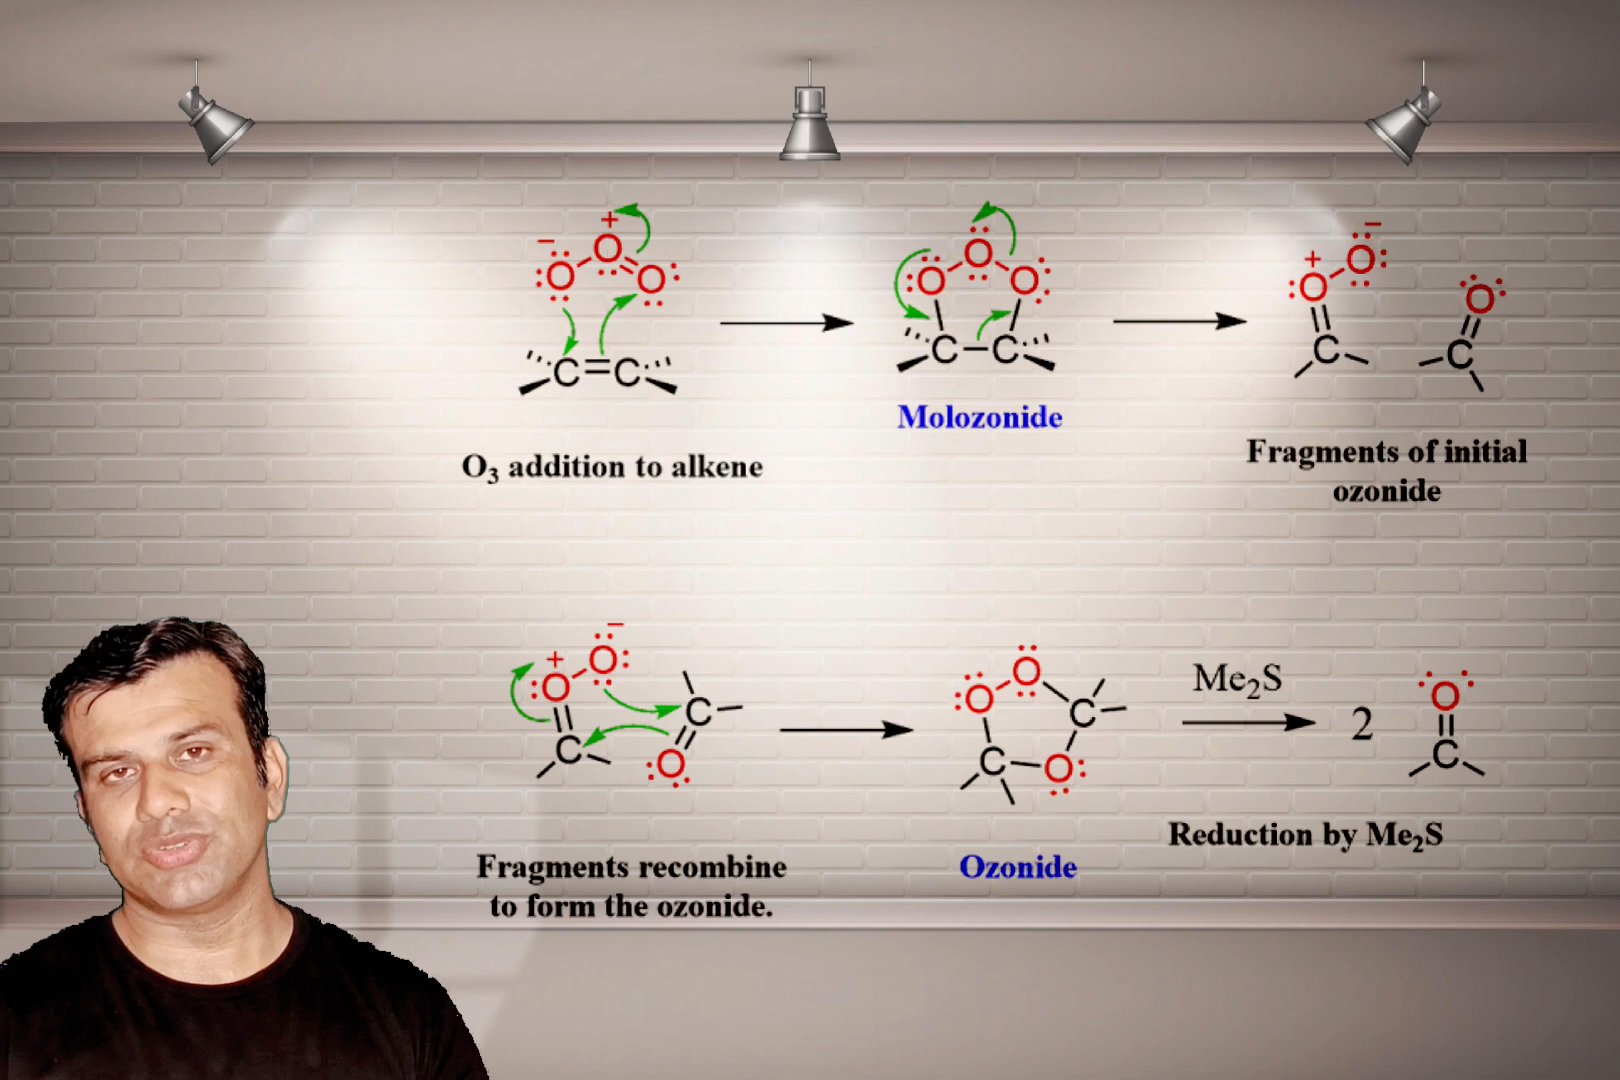 O₃ addition to alkene
Molozonide
Fragments of initial
ozonide
Fragments recombine
to form the ozonide.
Ozonide
Me₂S
2
Reduction by Me₂S
O
+
O
−
O
C=C
O
O
O
C–C
+
O
O
−
C
O
C
+
O
O
−
C
C
O
O
O
C
C
O
O
C